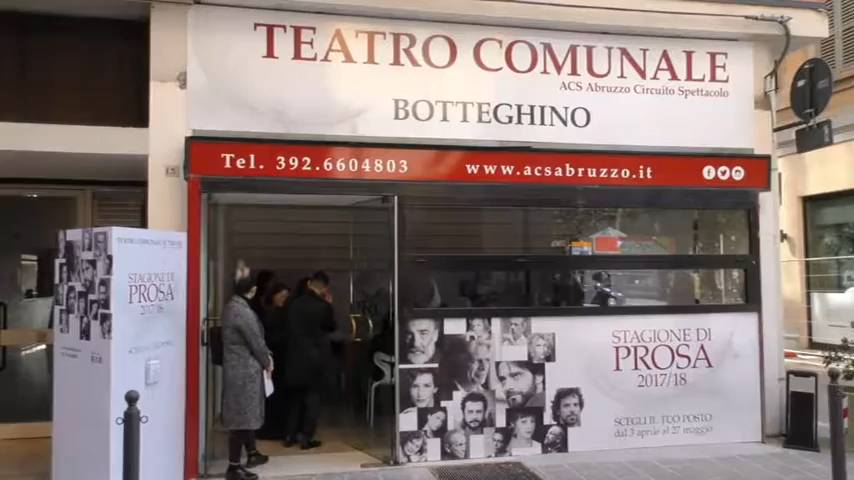 TEATRO COMUNALE
ACS Abruzzo Circuito Spettacolo
BOTTEGHINO
Tel. 392.6604803
www.acsabruzzo.it
STAGIONE DI
PROSA
2017/18
STAGIONE DI
PROSA
2017/18
SCEGLI IL TUO POSTO
dal 3 aprile al 27 maggio